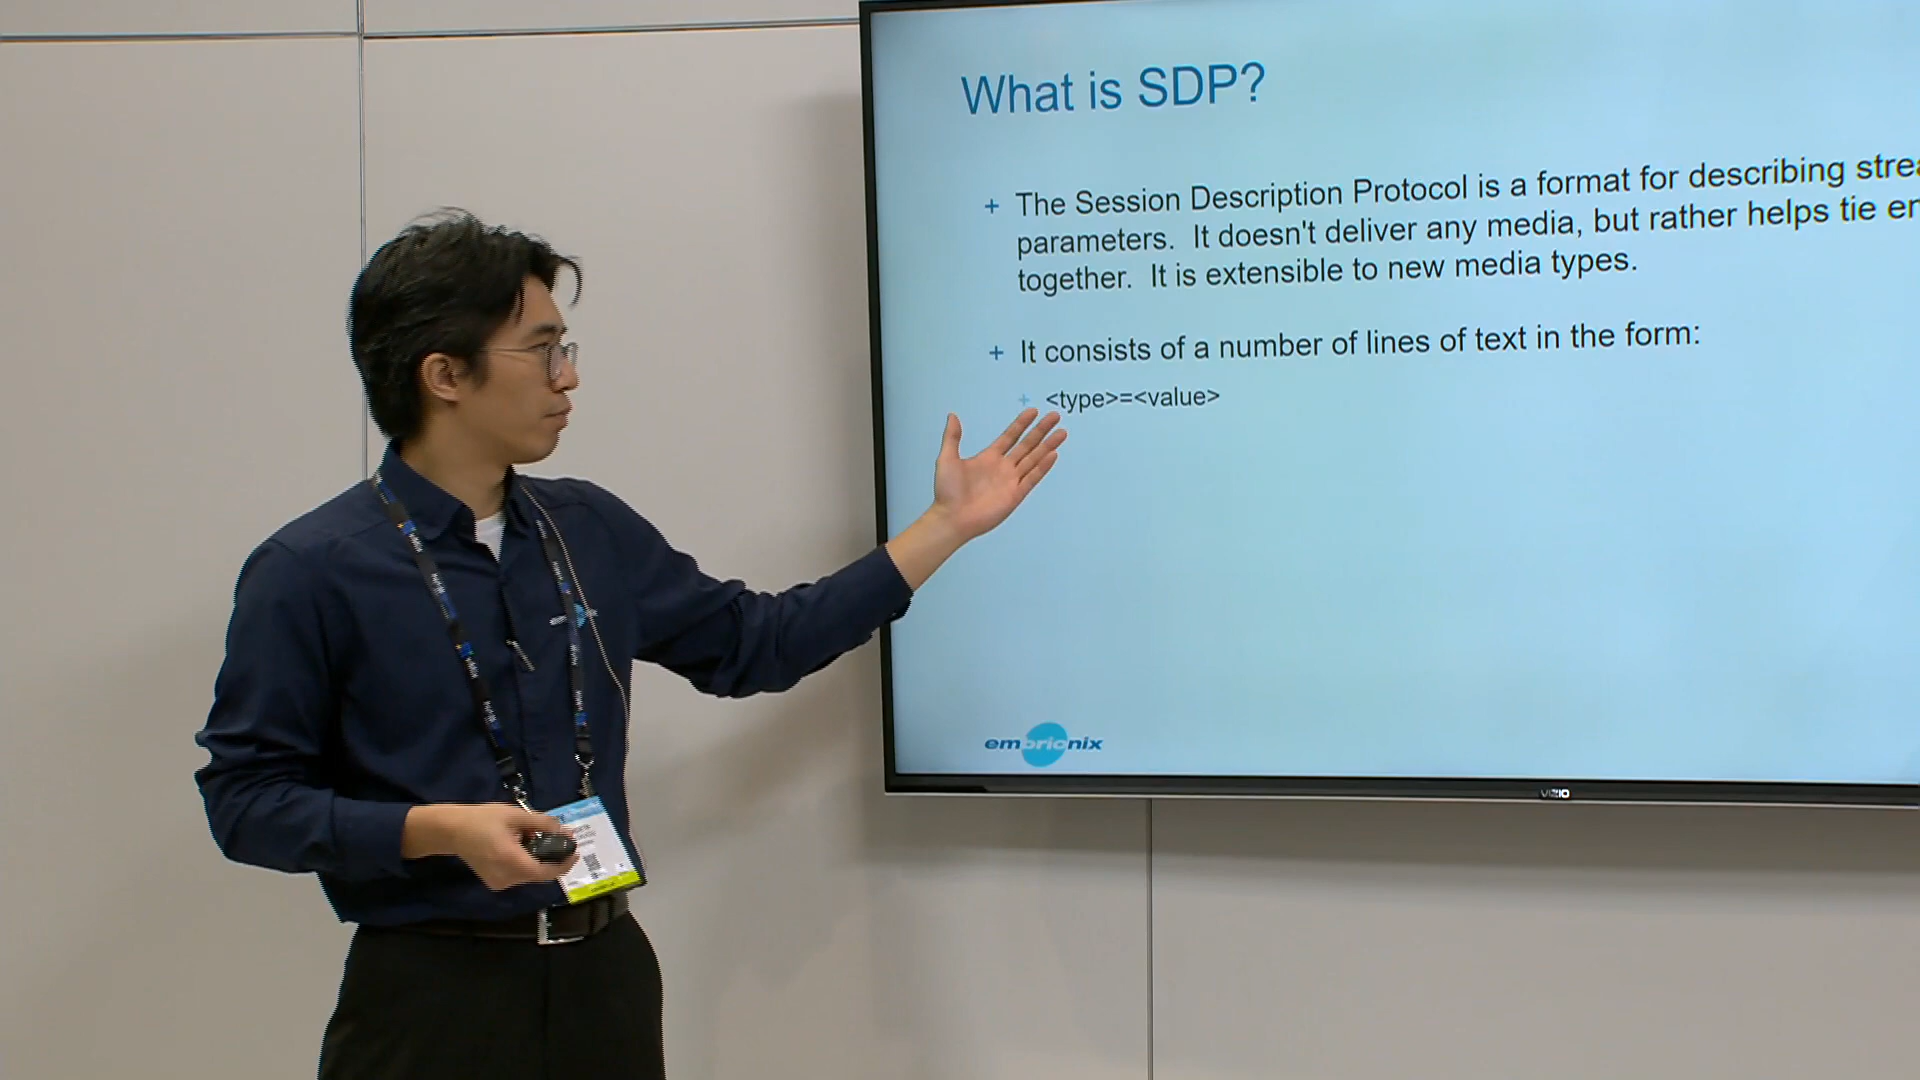 What is SDP?
+ The Session Description Protocol is a format for describing
parameters. It doesn't deliver any media, but rather helps tie
together. It is extensible to new media types.
+ It consists of a number of lines of text in the form:
+ <type>=<value>
embrionix
VIZIO